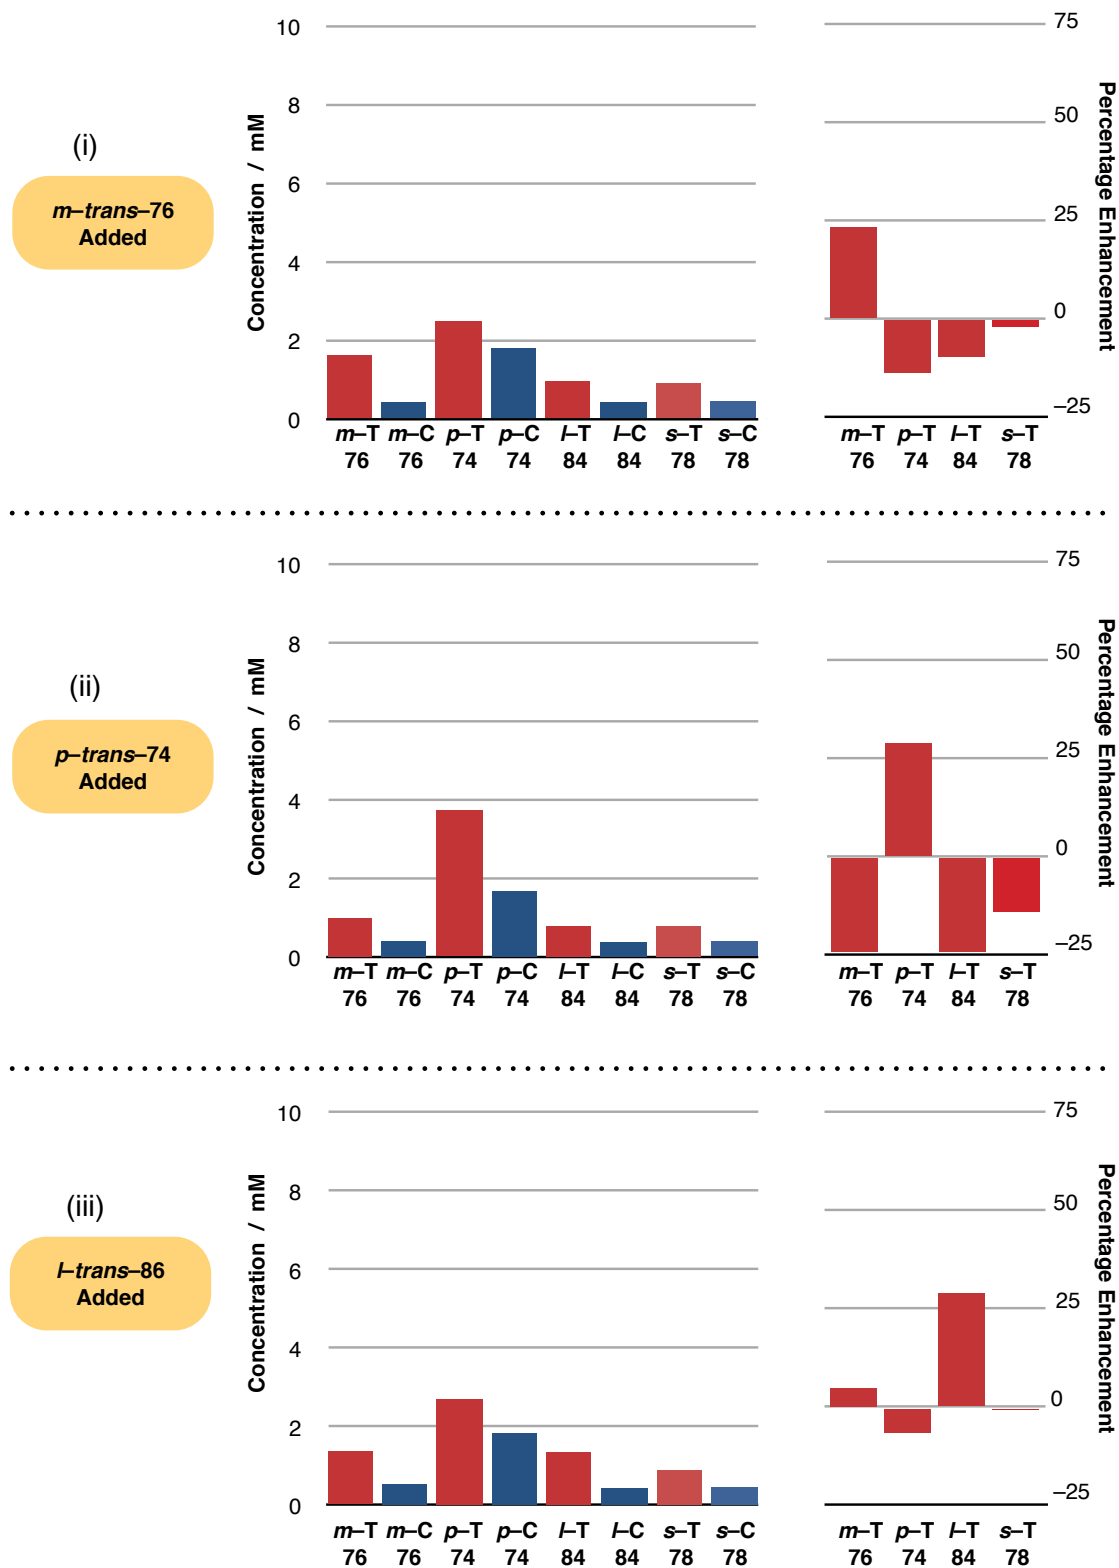 (i)
m–trans–76
Added
Concentration / mM
10
8
6
4
2
0
m–T m–C p–T p–C l–T l–C s–T s–C
76 76 74 74 84 84 78 78
75
50
25
0
–25
Percentage Enhancement
m–T p–T l–T s–T
76 74 84 78
(ii)
p–trans–74
Added
Concentration / mM
10
8
6
4
2
0
m–T m–C p–T p–C l–T l–C s–T s–C
76 76 74 74 84 84 78 78
75
50
25
0
–25
Percentage Enhancement
m–T p–T l–T s–T
76 74 84 78
(iii)
l–trans–86
Added
Concentration / mM
10
8
6
4
2
0
m–T m–C p–T p–C l–T l–C s–T s–C
76 76 74 74 84 84 78 78
75
50
25
0
–25
Percentage Enhancement
m–T p–T l–T s–T
76 74 84 78